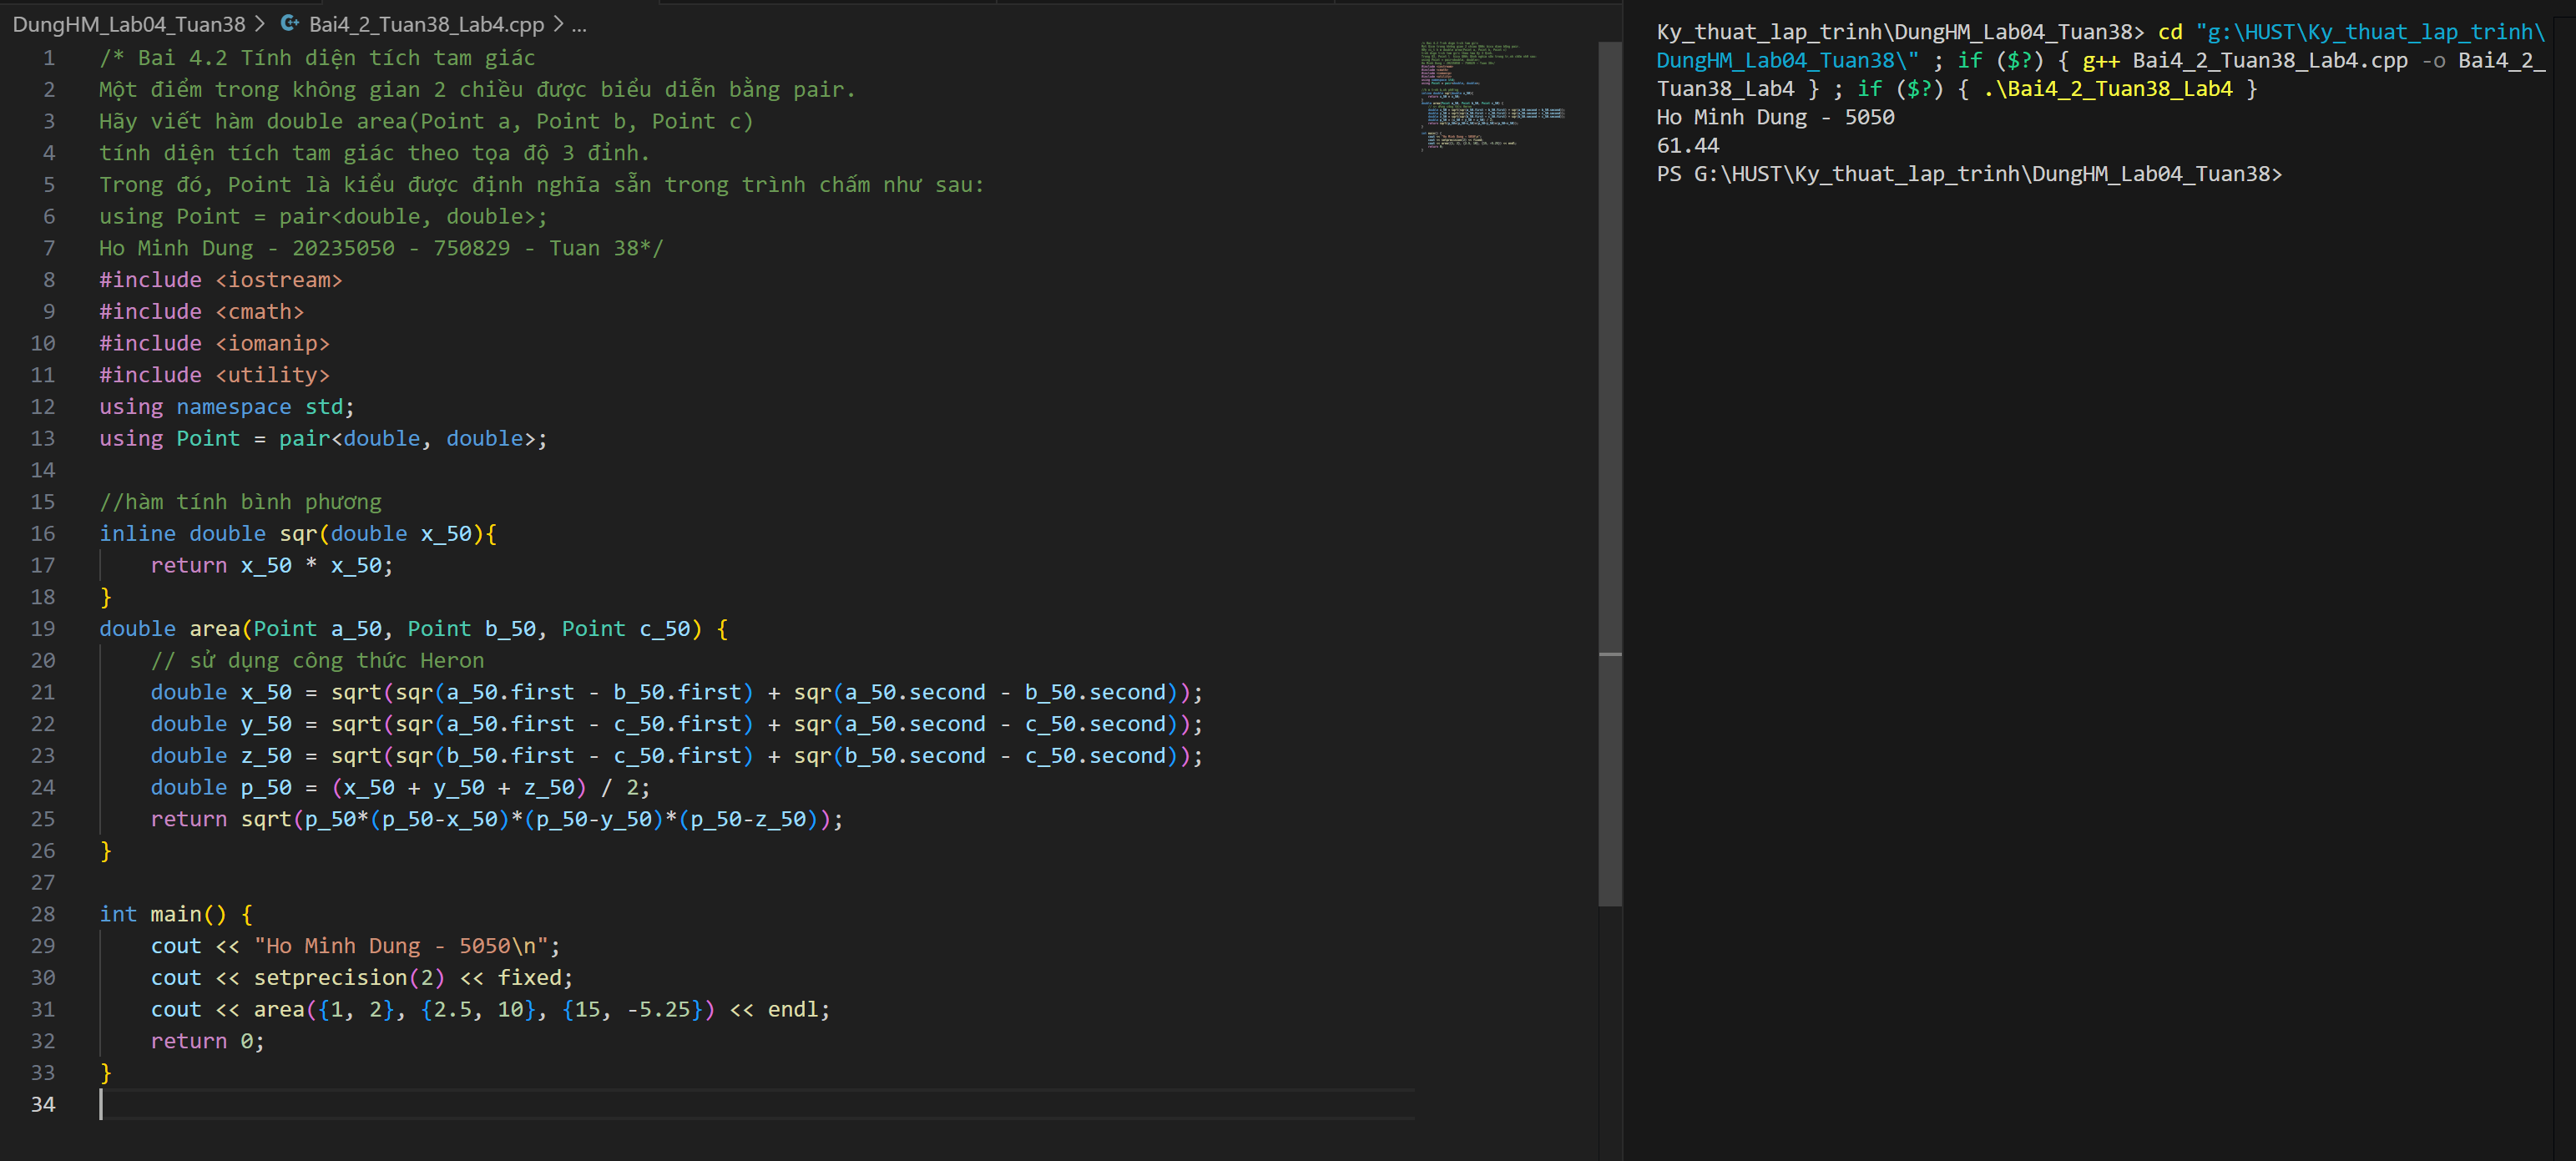 DungHM_Lab04_Tuan38 > Bai4_2_Tuan38_Lab4.cpp > ...
1 /* Bai 4.2 Tính diện tích tam giác
2 Một điểm trong không gian 2 chiều được biểu diễn bằng pair.
3 Hãy viết hàm double area(Point a, Point b, Point c)
4 tính diện tích tam giác theo tọa độ 3 đỉnh.
5 Trong đó, Point là kiểu được định nghĩa sẵn trong trình chấm như sau:
6 using Point = pair<double, double>;
7 Ho Minh Dung - 20235050 - 750829 - Tuan 38*/
8 #include <iostream>
9 #include <cmath>
10 #include <iomanip>
11 #include <utility>
12 using namespace std;
13 using Point = pair<double, double>;
14
15 //hàm tính bình phương
16 inline double sqr(double x_50){
17     return x_50 * x_50;
18 }
19 double area(Point a_50, Point b_50, Point c_50) {
20     // sử dụng công thức Heron
21     double x_50 = sqrt(sqr(a_50.first - b_50.first) + sqr(a_50.second - b_50.second));
22     double y_50 = sqrt(sqr(a_50.first - c_50.first) + sqr(a_50.second - c_50.second));
23     double z_50 = sqrt(sqr(b_50.first - c_50.first) + sqr(b_50.second - c_50.second));
24     double p_50 = (x_50 + y_50 + z_50) / 2;
25     return sqrt(p_50*(p_50-x_50)*(p_50-y_50)*(p_50-z_50));
26 }
27
28 int main() {
29     cout << "Ho Minh Dung - 5050\n";
30     cout << setprecision(2) << fixed;
31     cout << area({1, 2}, {2.5, 10}, {15, -5.25}) << endl;
32     return 0;
33 }
34
Ky_thuat_lap_trinh\DungHM_Lab04_Tuan38> cd "g:\HUST\Ky_thuat_lap_trinh\
DungHM_Lab04_Tuan38\" ; if ($?) { g++ Bai4_2_Tuan38_Lab4.cpp -o Bai4_2_
Tuan38_Lab4 } ; if ($?) { .\Bai4_2_Tuan38_Lab4 }
Ho Minh Dung - 5050
61.44
PS G:\HUST\Ky_thuat_lap_trinh\DungHM_Lab04_Tuan38>